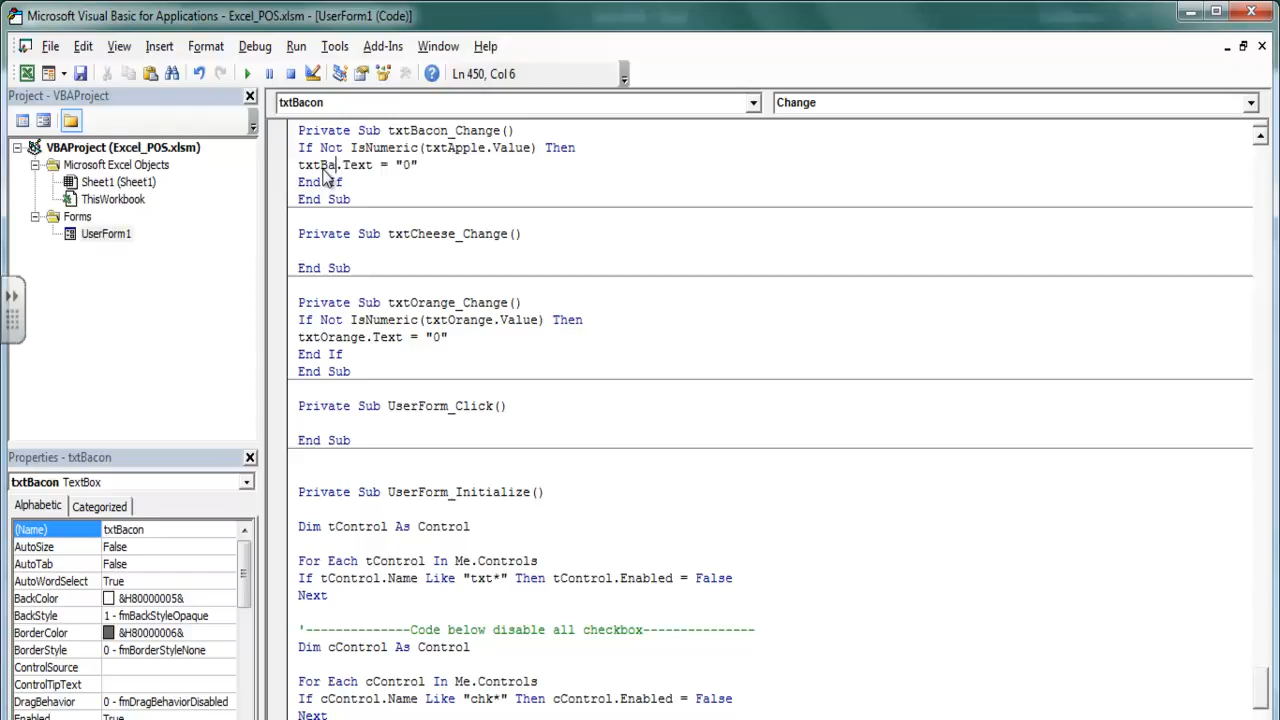 Microsoft Visual Basic for Applications - Excel_POS.xlsm - [UserForm1 (Code)]
File Edit View Insert Format Debug Run Tools Add-Ins Window Help
Ln 450, Col 6
Project - VBAProject
txtBacon
Change
VBAProject (Excel_POS.xlsm)
Microsoft Excel Objects
Sheet1 (Sheet1)
ThisWorkbook
Forms
UserForm1
Properties - txtBacon
txtBacon TextBox
Alphabetic Categorized
(Name) txtBacon
AutoSize False
AutoTab False
AutoWordSelect True
BackColor &H80000005&
BackStyle 1 - fmBackStyleOpaque
BorderColor &H80000006&
BorderStyle 0 - fmBorderStyleNone
ControlSource
ControlTipText
DragBehavior 0 - fmDragBehaviorDisabled
Enabled True
Private Sub txtBacon_Change()
If Not IsNumeric(txtApple.Value) Then
txtBa.Text = "0"
End If
End Sub
Private Sub txtCheese_Change()
End Sub
Private Sub txtOrange_Change()
If Not IsNumeric(txtOrange.Value) Then
txtOrange.Text = "0"
End If
End Sub
Private Sub UserForm_Click()
End Sub
Private Sub UserForm_Initialize()
Dim tControl As Control
For Each tControl In Me.Controls
If tControl.Name Like "txt*" Then tControl.Enabled = False
Next
'--------------Code below disable all checkbox---------------
Dim cControl As Control
For Each cControl In Me.Controls
If cControl.Name Like "chk*" Then cControl.Enabled = False
Next